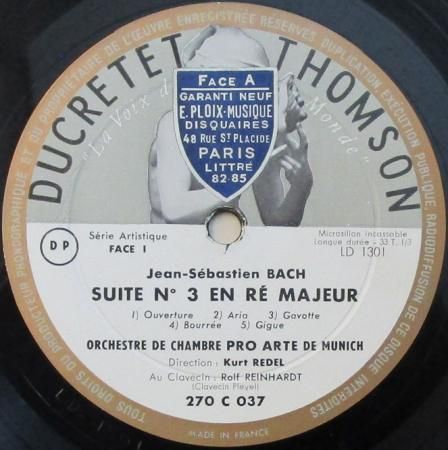 TOUS DROITS DU PRODUCTEUR PHONOGRAPHIQUE ET DU PROPRIÉTAIRE DE L'ŒUVRE ENREGISTRÉE RÉSERVÉS. DUPLICATION EXÉCUTION PUBLIQUE RADIODIFFUSION DE CE DISQUE INTERDITES
DUCRETET THOMSON
"La Voix d Monde"
FACE A
GARANTI NEUF
E. PLOIX-MUSIQUE
DISQUAIRES
48 RUE ST PLACIDE
PARIS
LITTRÉ
82-85
DP
Série Artistique
FACE 1
Microsillon incassable
Longue durée - 33 T. 1/3
LD 1301
Jean-Sébastien BACH
SUITE N° 3 EN RÉ MAJEUR
1) Ouverture 2) Aria 3) Gavotte
4) Bourrée 5) Gigue
ORCHESTRE DE CHAMBRE PRO ARTE DE MUNICH
Direction : Kurt REDEL
Au Clavecin : Rolf REINHARDT
(Clavecin Pleyel)
270 C 037
MADE IN FRANCE